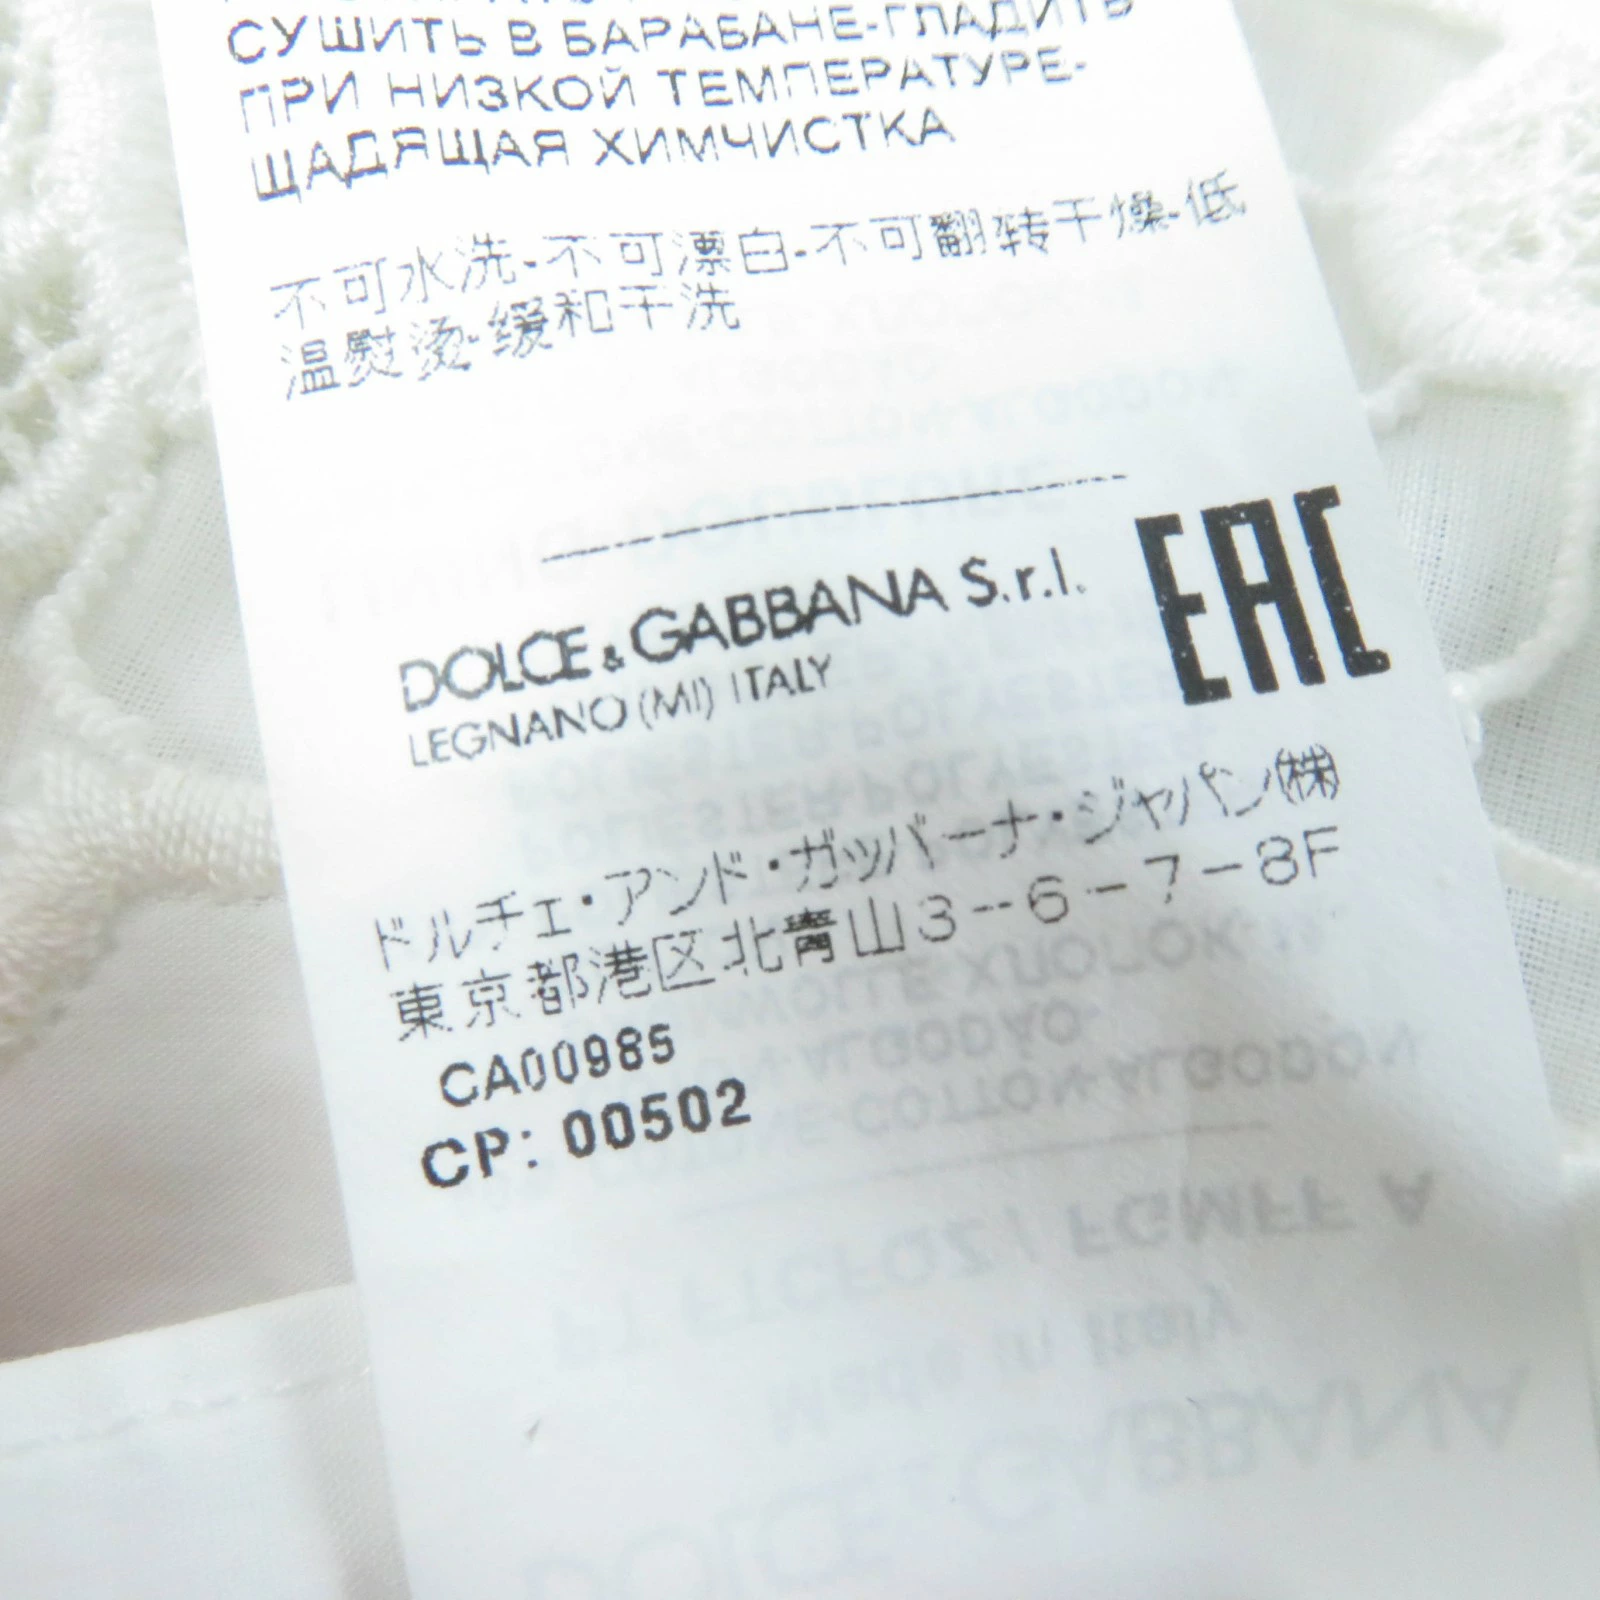 СУШИТЬ В БАРАБАНЕ-ГЛАДИТЬ
ПРИ НИЗКОЙ ТЕМПЕРАТУРЕ-
ЩАДЯЩАЯ ХИМЧИСТКА
不可水洗-不可漂白-不可翻转干燥-低
温熨烫-缓和干洗
DOLCE & GABBANA S.r.l.
LEGNANO (MI) ITALY
EAC
ドルチェ・アンド・ガッバーナ・ジャパン(株)
東京都港区北青山3-6-7-8F
CA00985
CP: 00502